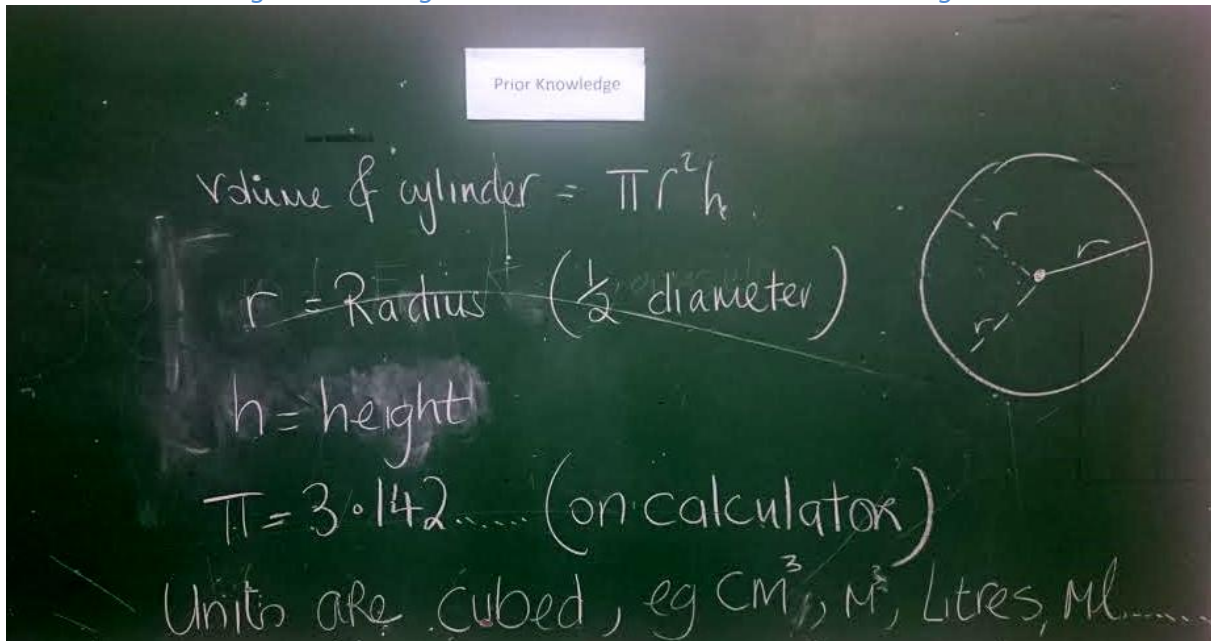 Prior Knowledge
Volume of cylinder = πr²h.
r = Radius (½ diameter)
r
r
r
h = height
π = 3.142..... (on calculator)
Units are cubed, eg cm³, M³, Litres, Ml......